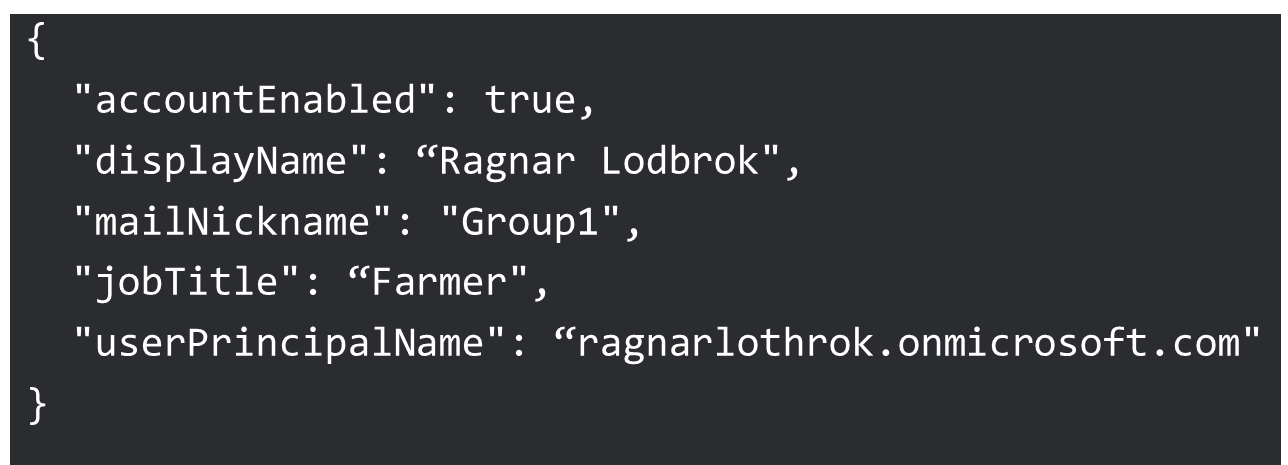 {
"accountEnabled": true,
"displayName": “Ragnar Lodbrok",
"mailNickname": "Group1",
"jobTitle": “Farmer",
"userPrincipalName": “ragnarlothrok.onmicrosoft.com"
}